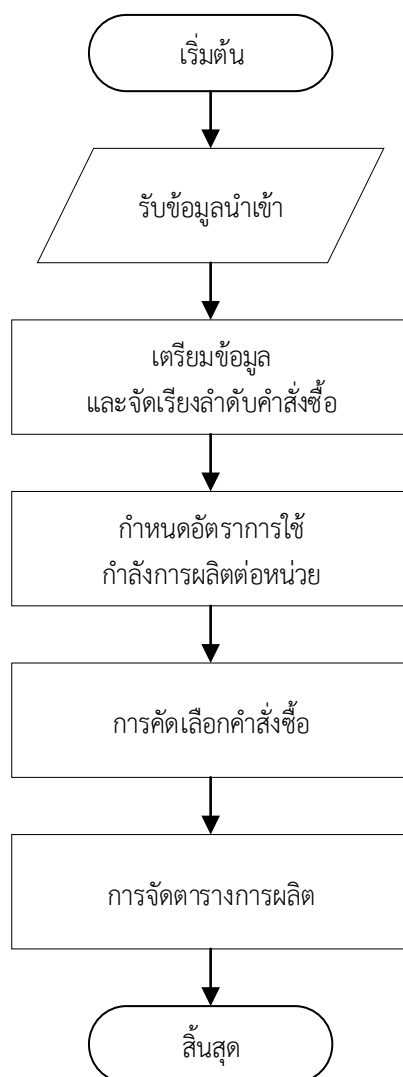 เริ่มต้น
รับข้อมูลนำเข้า
เตรียมข้อมูล
และจัดเรียงลำดับคำสั่งซื้อ
กำหนดอัตราการใช้
กำลังการผลิตต่อหน่วย
การคัดเลือกคำสั่งซื้อ
การจัดตารางการผลิต
สิ้นสุด